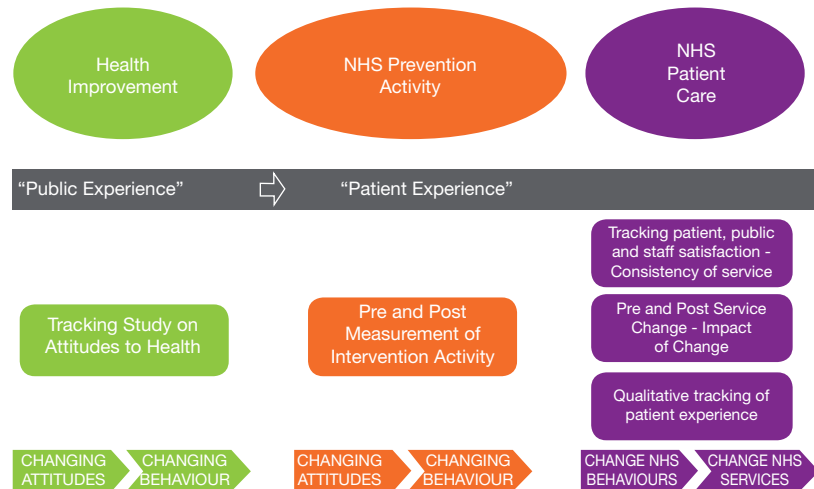 Health
Improvement
NHS Prevention
Activity
NHS
Patient
Care
“Public Experience”
“Patient Experience”
Tracking Study on
Attitudes to Health
Pre and Post
Measurement of
Intervention Activity
Tracking patient, public
and staff satisfaction -
Consistency of service
Pre and Post Service
Change - Impact
of Change
Qualitative tracking of
patient experience
CHANGING
ATTITUDES
CHANGING
BEHAVIOUR
CHANGING
ATTITUDES
CHANGING
BEHAVIOUR
CHANGE NHS
BEHAVIOURS
CHANGE NHS
SERVICES